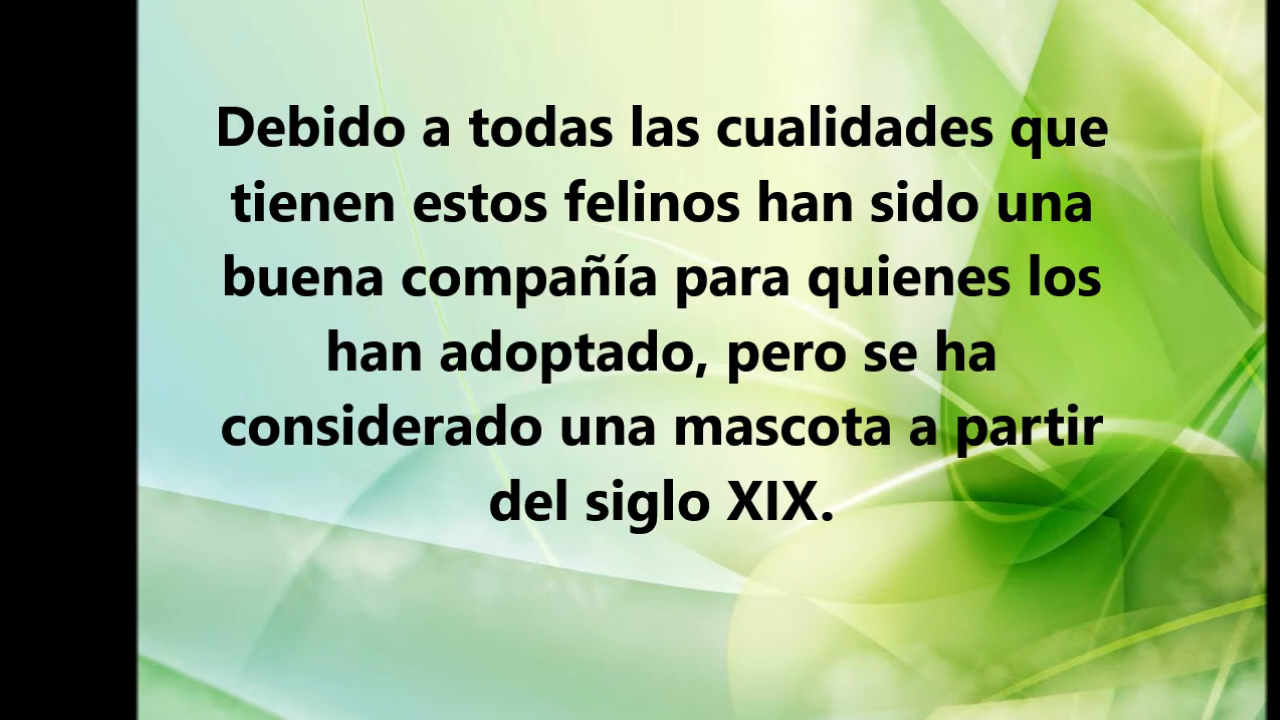 Debido a todas las cualidades que
tienen estos felinos han sido una
buena compañía para quienes los
han adoptado, pero se ha
considerado una mascota a partir
del siglo XIX.